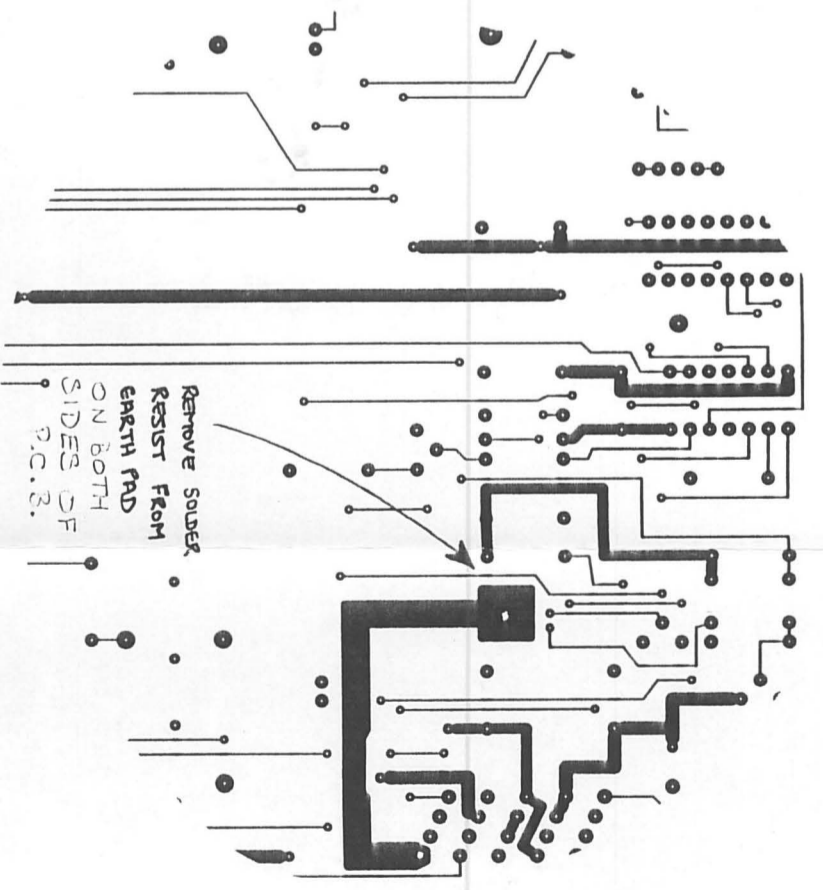 REMOVE SOLDER
RESIST FROM
EARTH PAD
ON BOTH
SIDES OF
P.C.B.